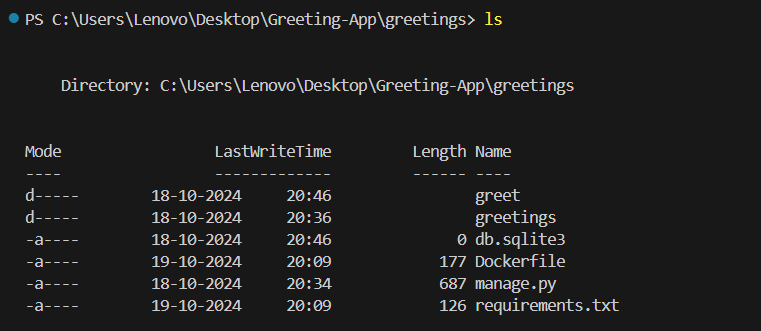 PS C:\Users\Lenovo\Desktop\Greeting-App\greetings> ls
Directory: C:\Users\Lenovo\Desktop\Greeting-App\greetings
Mode LastWriteTime Length Name
---- ------------- ------ ----
d----- 18-10-2024 20:46 greet
d----- 18-10-2024 20:36 greetings
-a---- 18-10-2024 20:46 0 db.sqlite3
-a---- 19-10-2024 20:09 177 Dockerfile
-a---- 18-10-2024 20:34 687 manage.py
-a---- 19-10-2024 20:09 126 requirements.txt